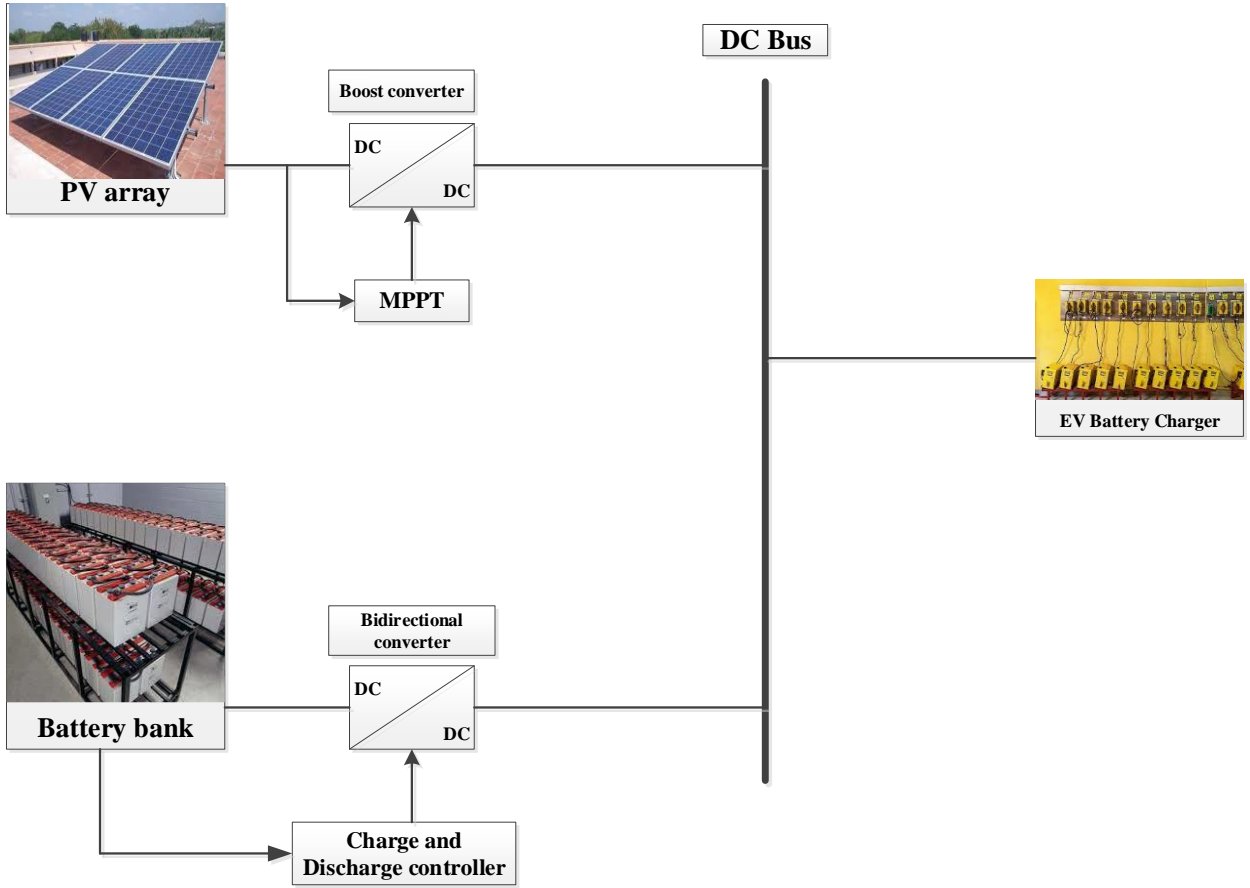 DC Bus
Boost converter
DC
DC
PV array
MPPT
EV Battery Charger
Bidirectional
converter
DC
DC
Battery bank
Charge and
Discharge controller